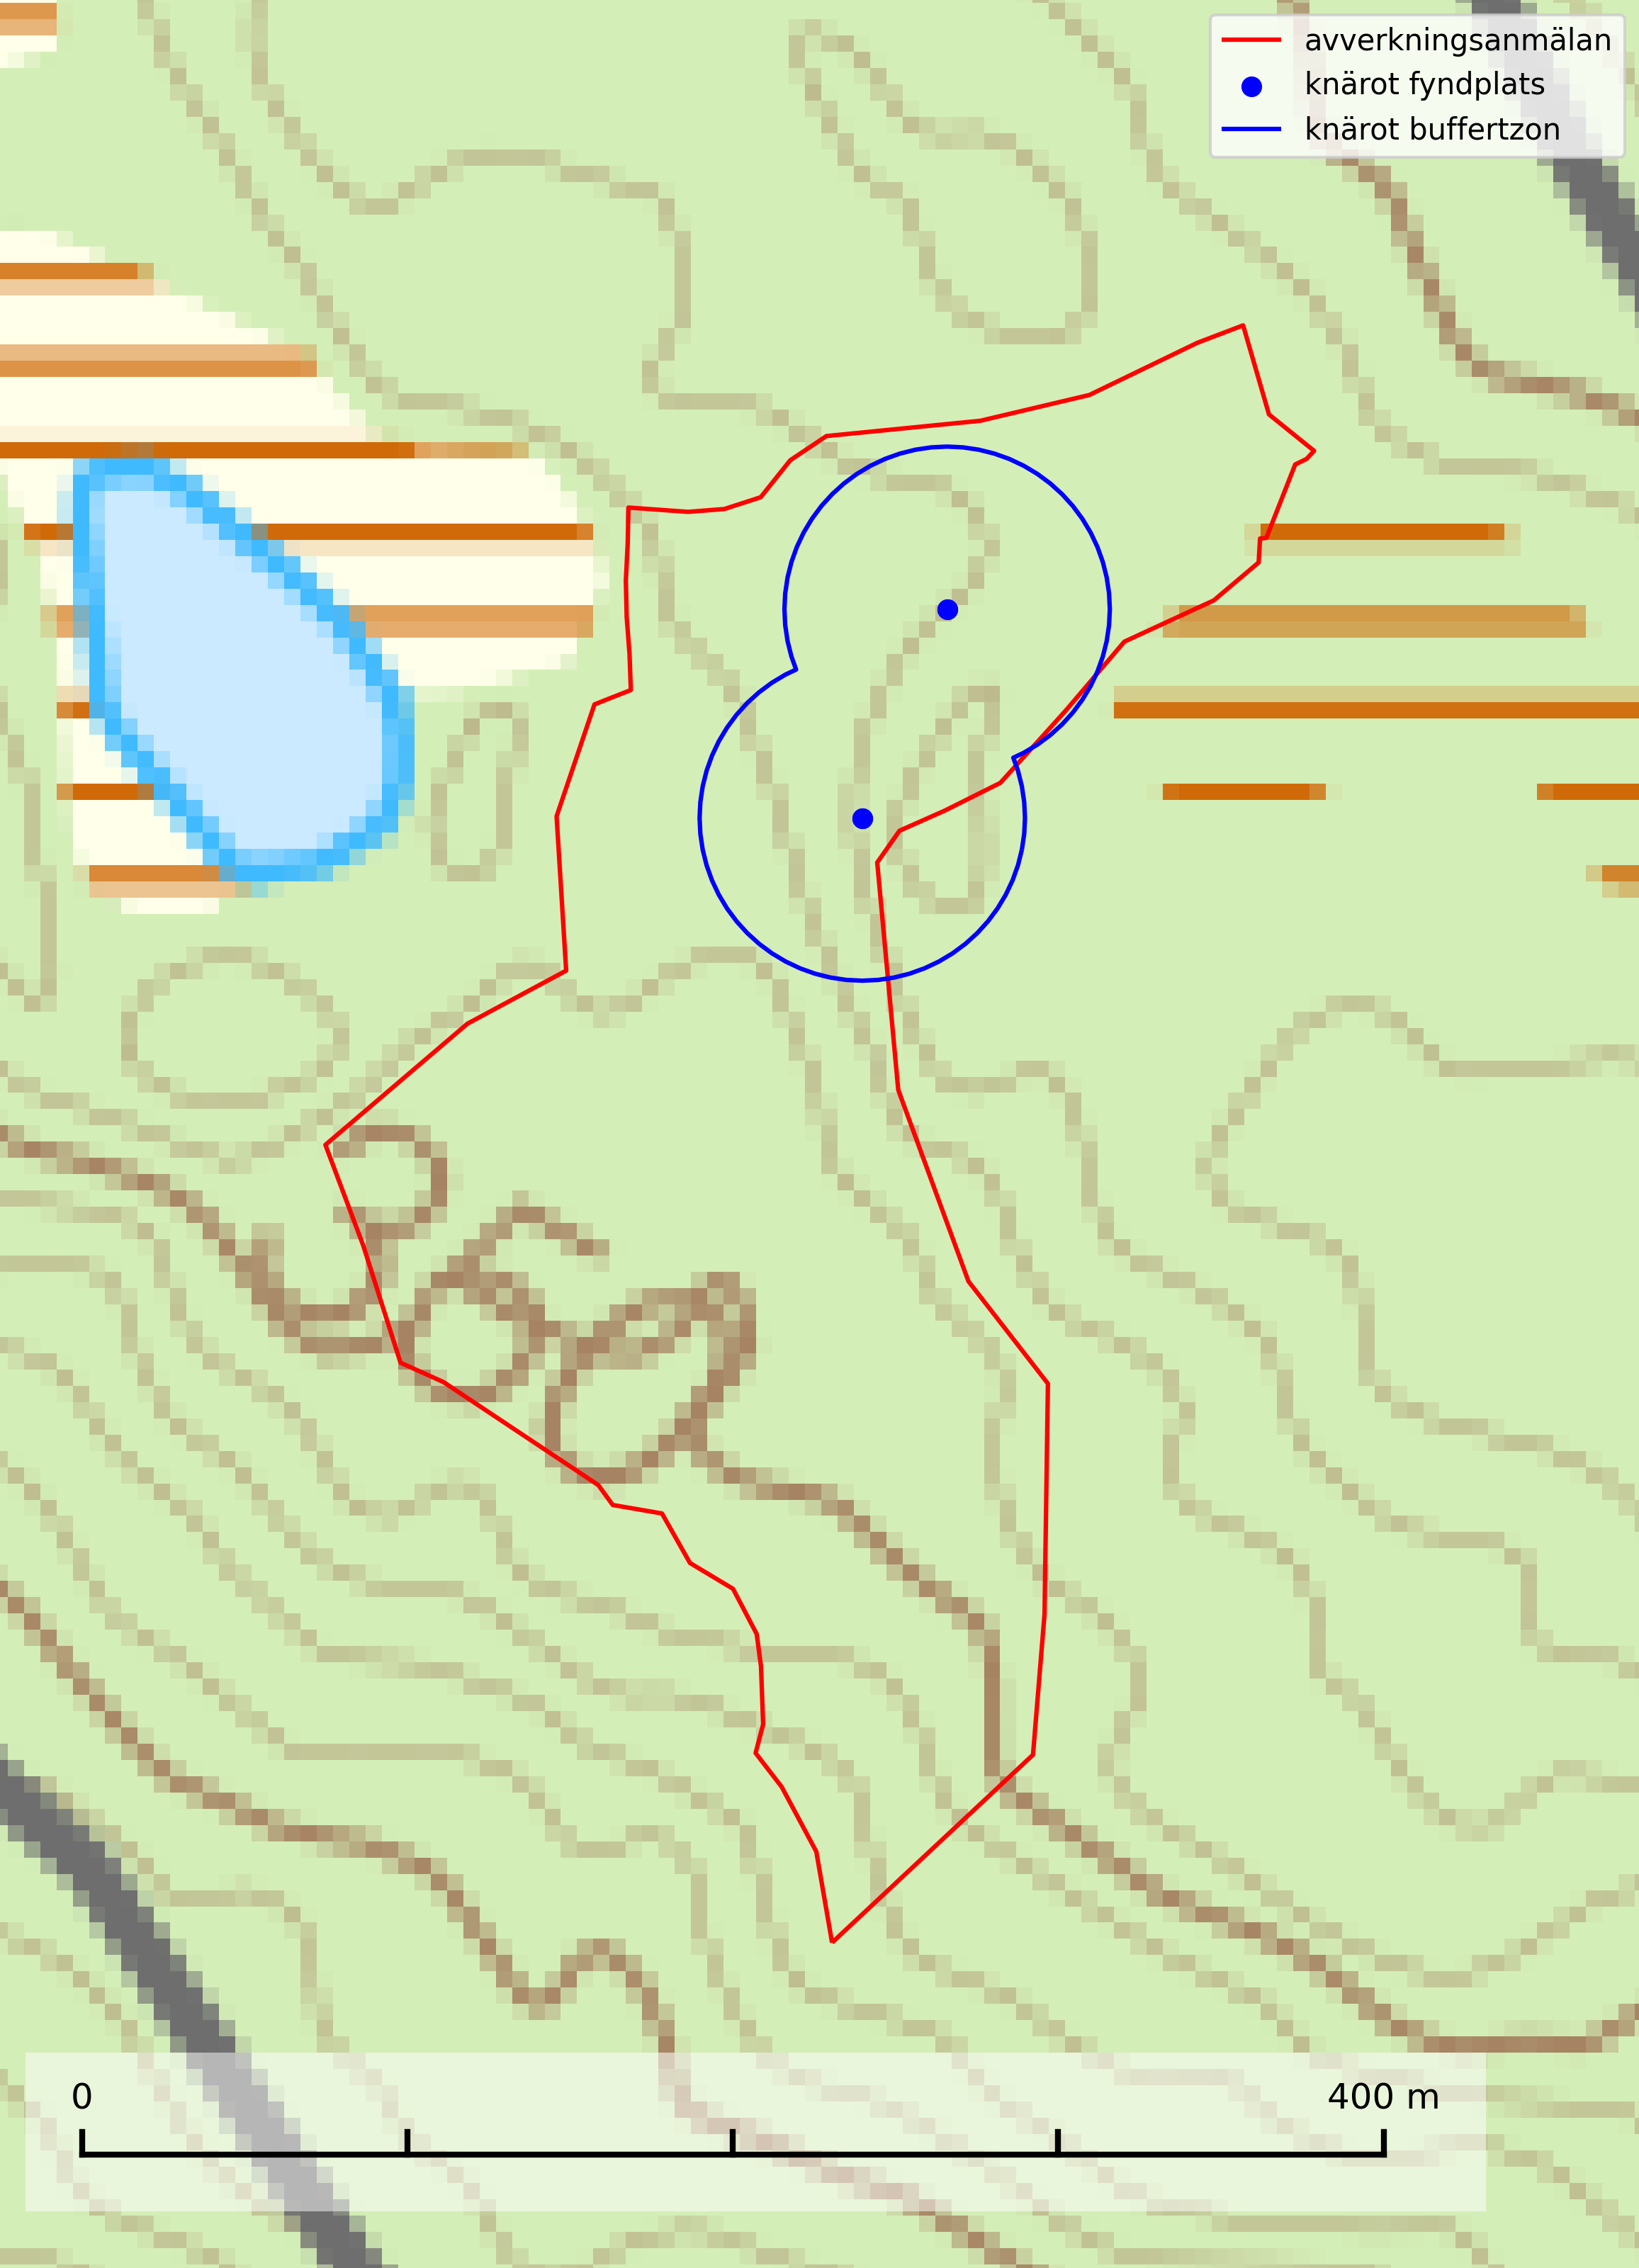 avverkningsanmälan
knärot fyndplats
knärot buffertzon
0 400 m